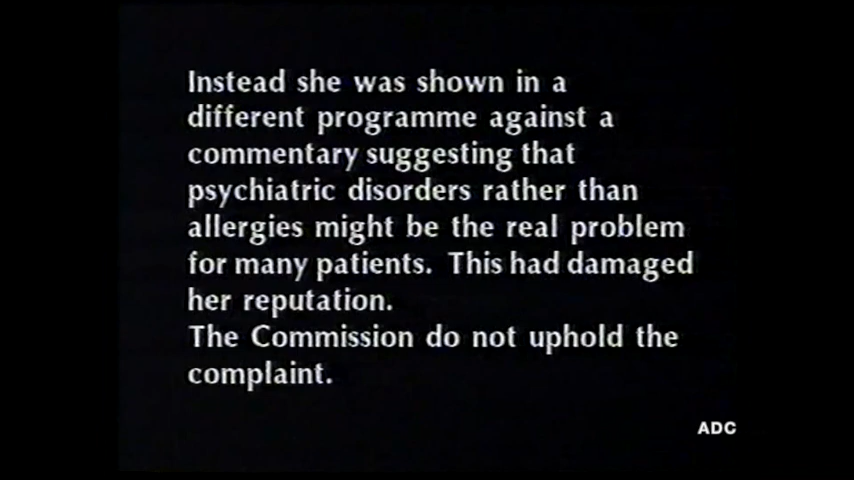 Instead she was shown in a
different programme against a
commentary suggesting that
psychiatric disorders rather than
allergies might be the real problem
for many patients. This had damaged
her reputation.
The Commission do not uphold the
complaint.
ADC